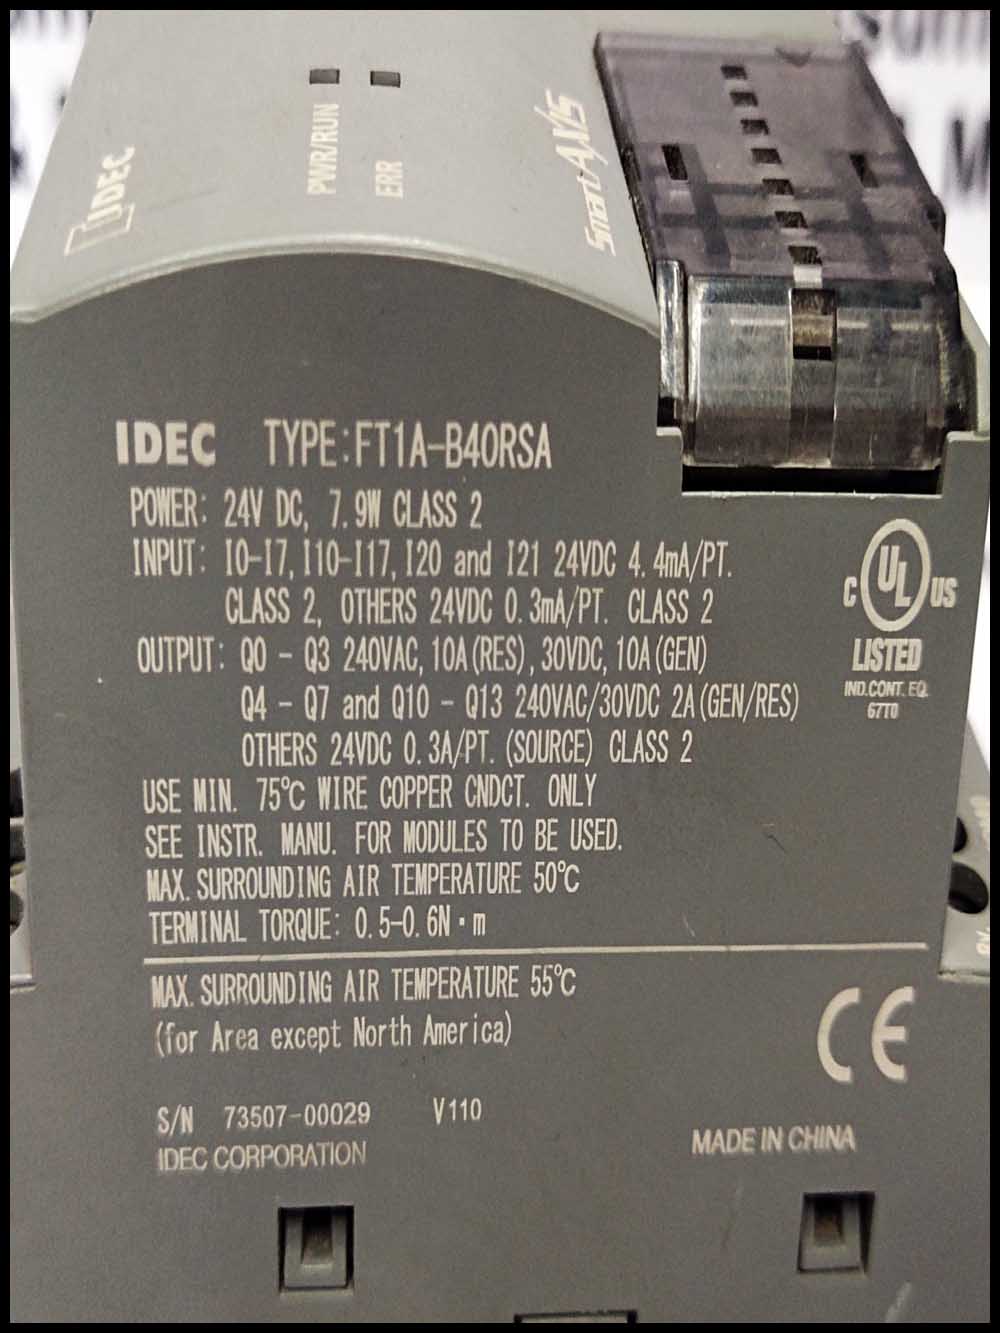 IDEC
PWR/RUN
ERR
SmartAXIS
IDEC TYPE:FT1A-B40RSA
POWER: 24V DC, 7.9W CLASS 2
INPUT: I0-I7, I10-I17, I20 and I21 24VDC 4.4mA/PT.
CLASS 2, OTHERS 24VDC 0.3mA/PT. CLASS 2
OUTPUT: Q0 - Q3 240VAC, 10A(RES), 30VDC, 10A(GEN)
Q4 - Q7 and Q10 - Q13 240VAC/30VDC 2A(GEN/RES)
OTHERS 24VDC 0.3A/PT. (SOURCE) CLASS 2
USE MIN. 75℃ WIRE COPPER CNDCT. ONLY
SEE INSTR. MANU. FOR MODULES TO BE USED.
MAX. SURROUNDING AIR TEMPERATURE 50℃
TERMINAL TORQUE: 0.5-0.6N・m
C UL US
LISTED
IND.CONT. EQ.
67T0
MAX. SURROUNDING AIR TEMPERATURE 55℃
(for Area except North America)
CE
S/N 73507-00029 V110
IDEC CORPORATION
MADE IN CHINA